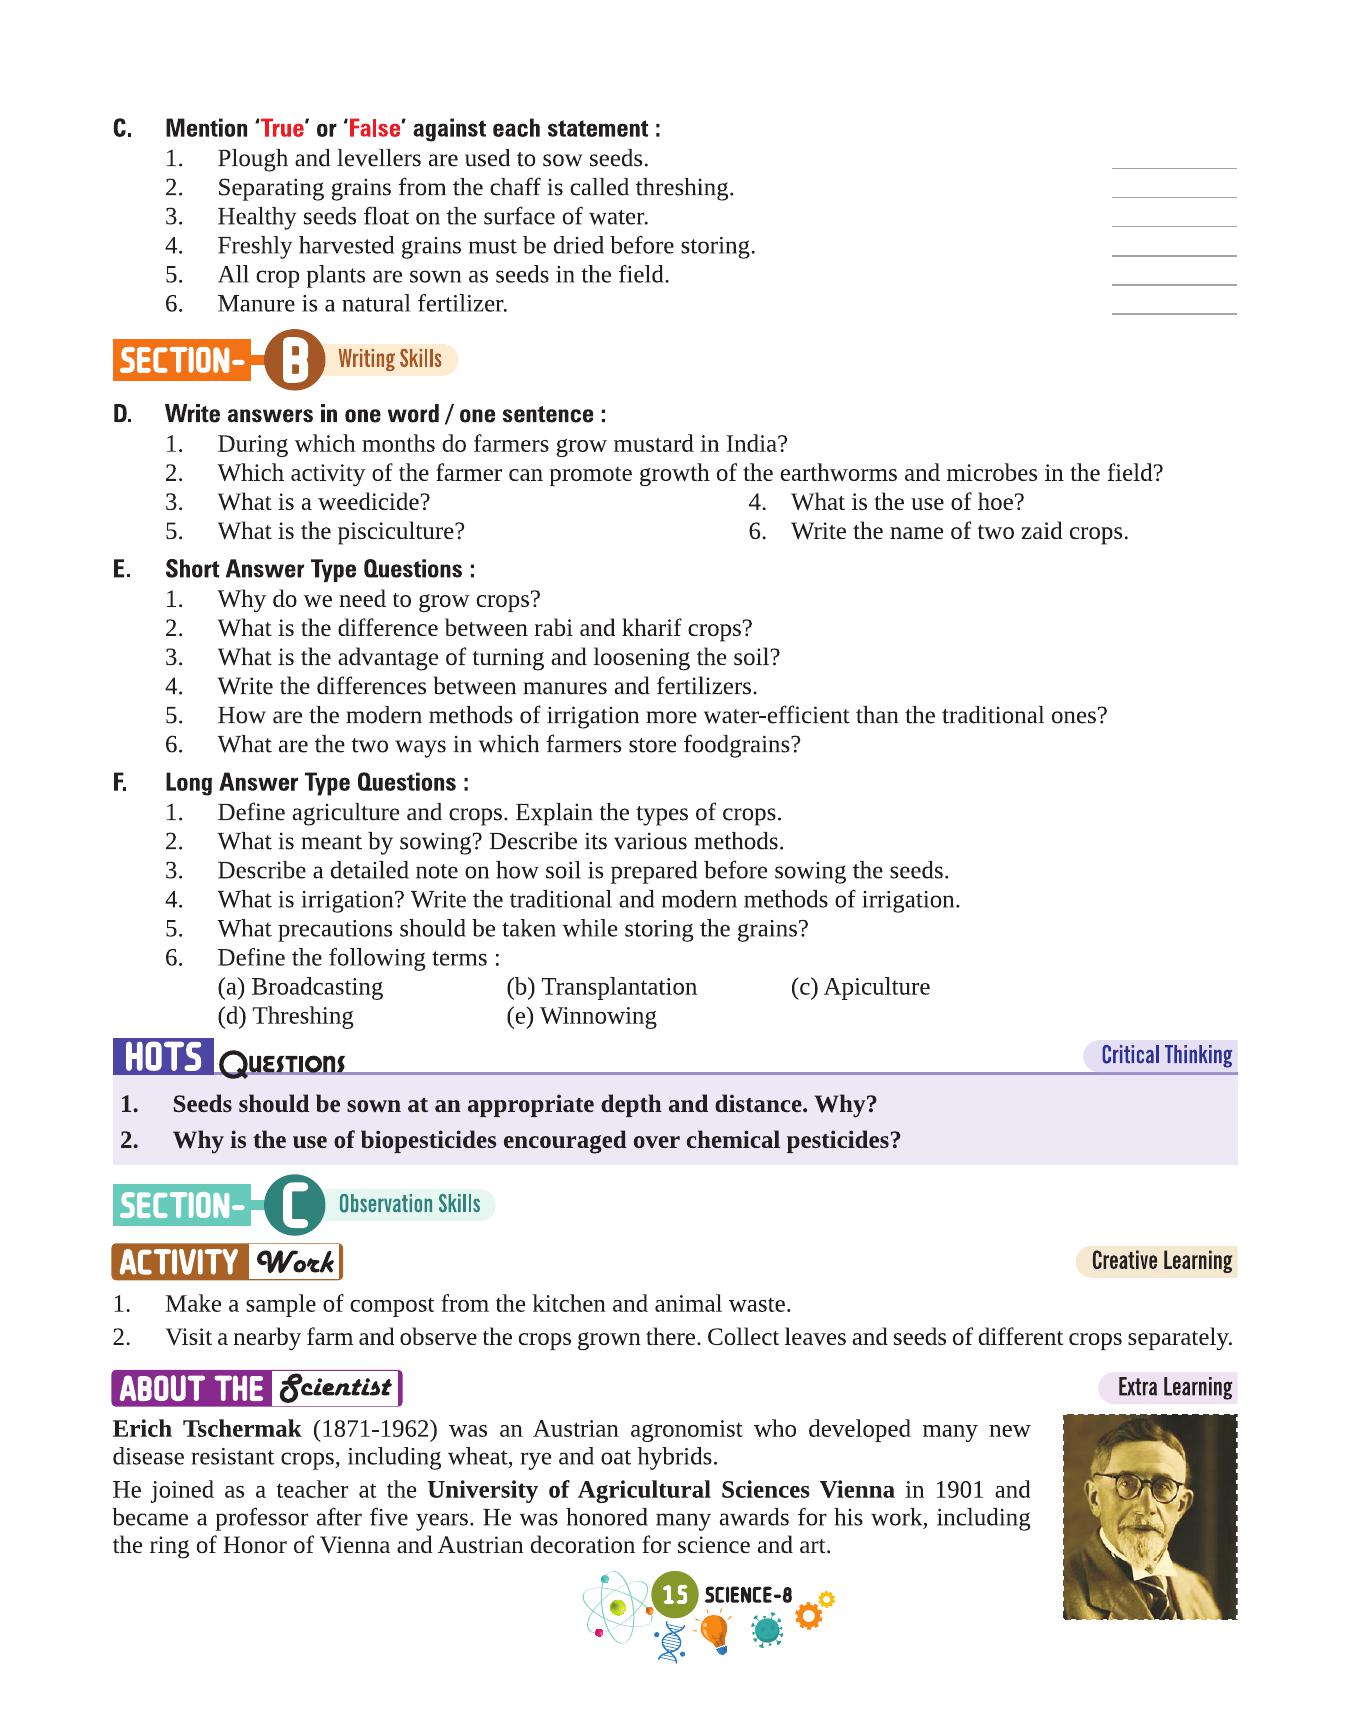 C. Mention ‘True’ or ‘False’ against each statement :
1. Plough and levellers are used to sow seeds.
2. Separating grains from the chaff is called threshing.
3. Healthy seeds float on the surface of water.
4. Freshly harvested grains must be dried before storing.
5. All crop plants are sown as seeds in the field.
6. Manure is a natural fertilizer.
SECTION- B Writing Skills
D. Write answers in one word / one sentence :
1. During which months do farmers grow mustard in India?
2. Which activity of the farmer can promote growth of the earthworms and microbes in the field?
3. What is a weedicide? 4. What is the use of hoe?
5. What is the pisciculture? 6. Write the name of two zaid crops.
E. Short Answer Type Questions :
1. Why do we need to grow crops?
2. What is the difference between rabi and kharif crops?
3. What is the advantage of turning and loosening the soil?
4. Write the differences between manures and fertilizers.
5. How are the modern methods of irrigation more water-efficient than the traditional ones?
6. What are the two ways in which farmers store foodgrains?
F. Long Answer Type Questions :
1. Define agriculture and crops. Explain the types of crops.
2. What is meant by sowing? Describe its various methods.
3. Describe a detailed note on how soil is prepared before sowing the seeds.
4. What is irrigation? Write the traditional and modern methods of irrigation.
5. What precautions should be taken while storing the grains?
6. Define the following terms :
(a) Broadcasting (b) Transplantation (c) Apiculture
(d) Threshing (e) Winnowing
HOTS QUESTIONS Critical Thinking
1. Seeds should be sown at an appropriate depth and distance. Why?
2. Why is the use of biopesticides encouraged over chemical pesticides?
SECTION- C Observation Skills
ACTIVITY Work Creative Learning
1. Make a sample of compost from the kitchen and animal waste.
2. Visit a nearby farm and observe the crops grown there. Collect leaves and seeds of different crops separately.
ABOUT THE Scientist Extra Learning
Erich Tschermak (1871-1962) was an Austrian agronomist who developed many new
disease resistant crops, including wheat, rye and oat hybrids.
He joined as a teacher at the University of Agricultural Sciences Vienna in 1901 and
became a professor after five years. He was honored many awards for his work, including
the ring of Honor of Vienna and Austrian decoration for science and art.
15 SCIENCE-8